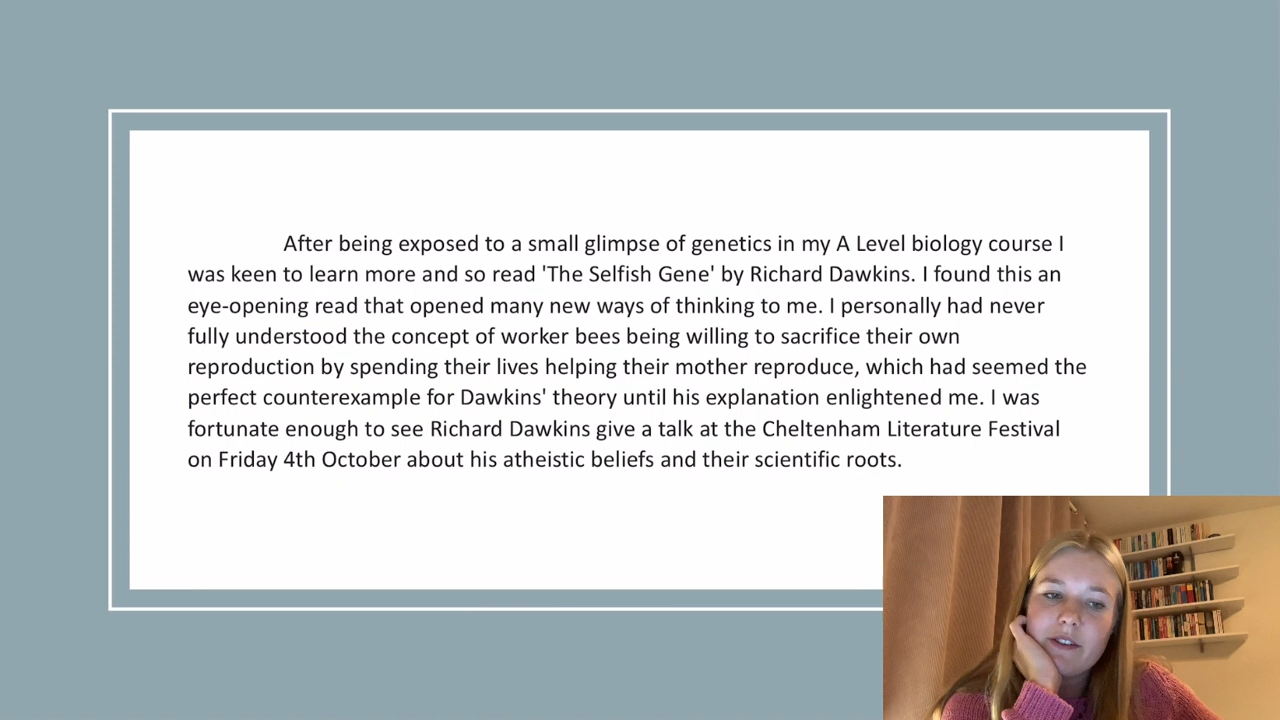 After being exposed to a small glimpse of genetics in my A Level biology course I
was keen to learn more and so read 'The Selfish Gene' by Richard Dawkins. I found this an
eye-opening read that opened many new ways of thinking to me. I personally had never
fully understood the concept of worker bees being willing to sacrifice their own
reproduction by spending their lives helping their mother reproduce, which had seemed the
perfect counterexample for Dawkins' theory until his explanation enlightened me. I was
fortunate enough to see Richard Dawkins give a talk at the Cheltenham Literature Festival
on Friday 4th October about his atheistic beliefs and their scientific roots.